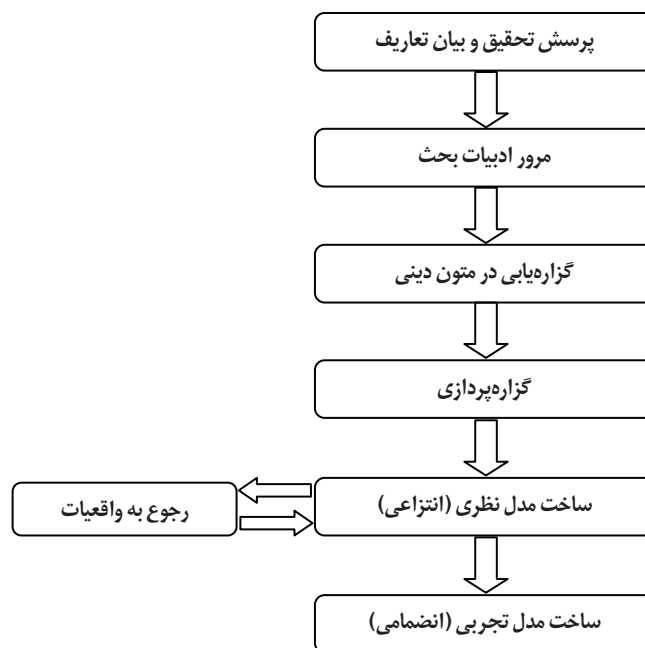 پرسش تحقیق و بیان تعاریف
مرور ادبیات بحث
گزاره‌یابی در متون دینی
گزاره‌پردازی
ساخت مدل نظری (انتزاعی)
رجوع به واقعیات
ساخت مدل تجربی (انضمامی)